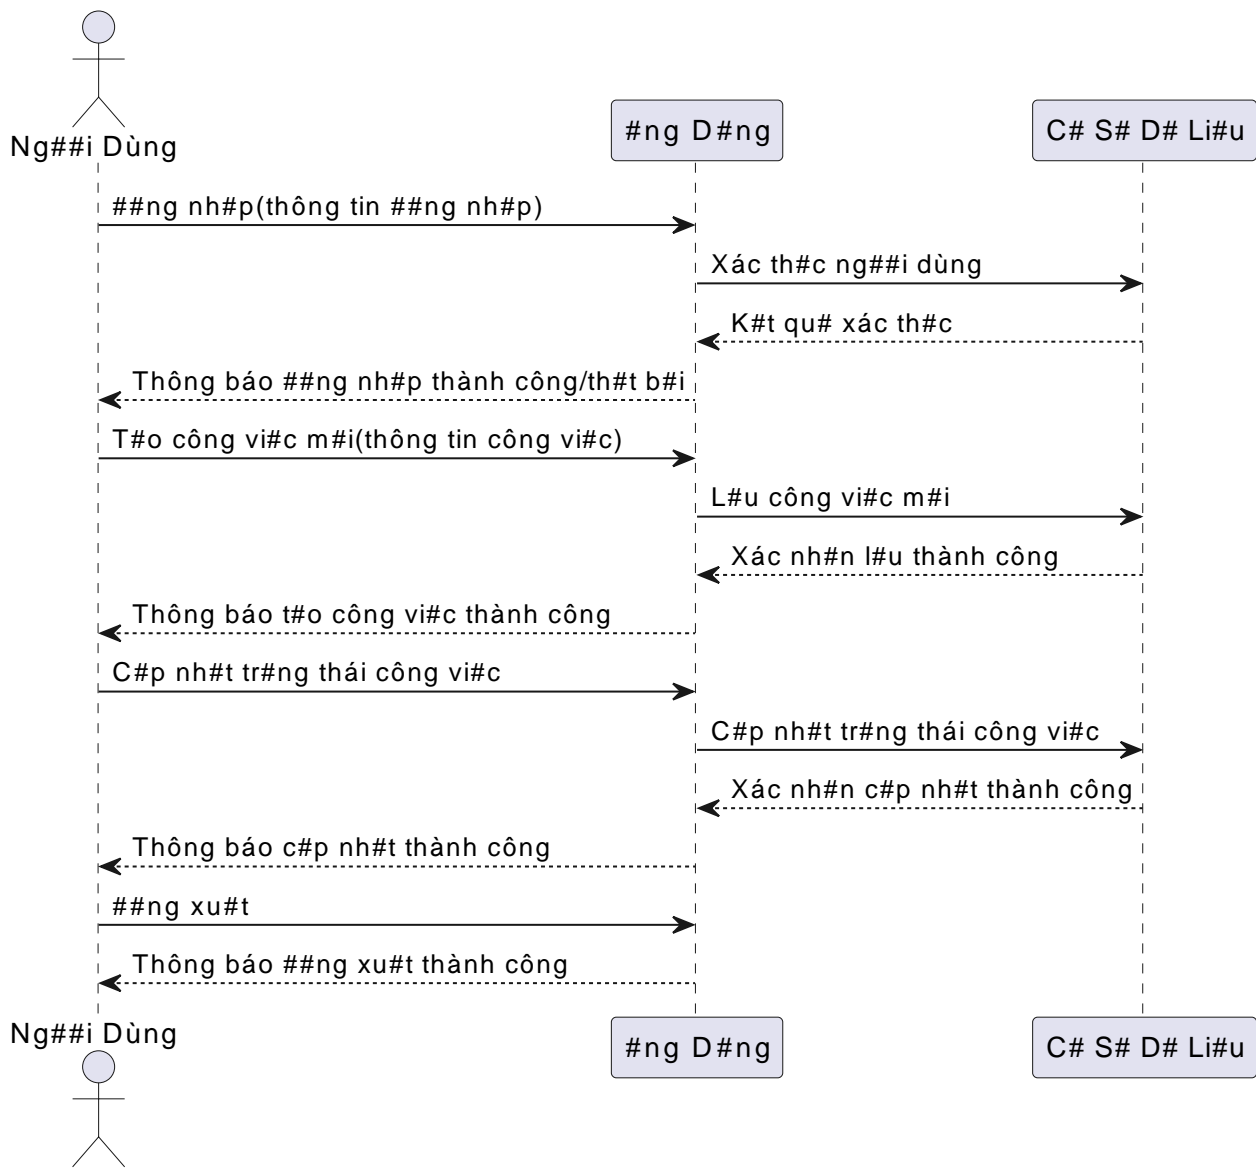 Ng##i Dùng
#ng D#ng
C# S# D# Li#u
##ng nh#p(thông tin ##ng nh#p)
Xác th#c ng##i dùng
K#t qu# xác th#c
Thông báo ##ng nh#p thành công/th#t b#i
T#o công vi#c m#i(thông tin công vi#c)
L#u công vi#c m#i
Xác nh#n l#u thành công
Thông báo t#o công vi#c thành công
C#p nh#t tr#ng thái công vi#c
C#p nh#t tr#ng thái công vi#c
Xác nh#n c#p nh#t thành công
Thông báo c#p nh#t thành công
##ng xu#t
Thông báo ##ng xu#t thành công
Ng##i Dùng
#ng D#ng
C# S# D# Li#u